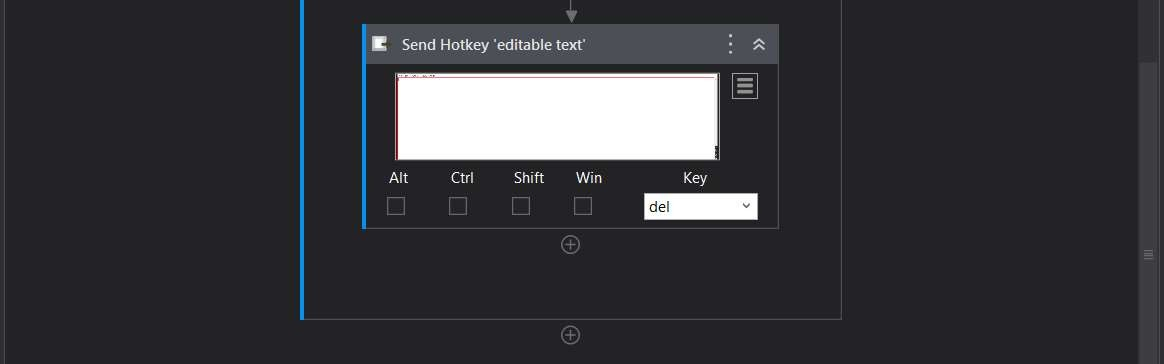 Send Hotkey 'editable text'
Alt Ctrl Shift Win Key
del